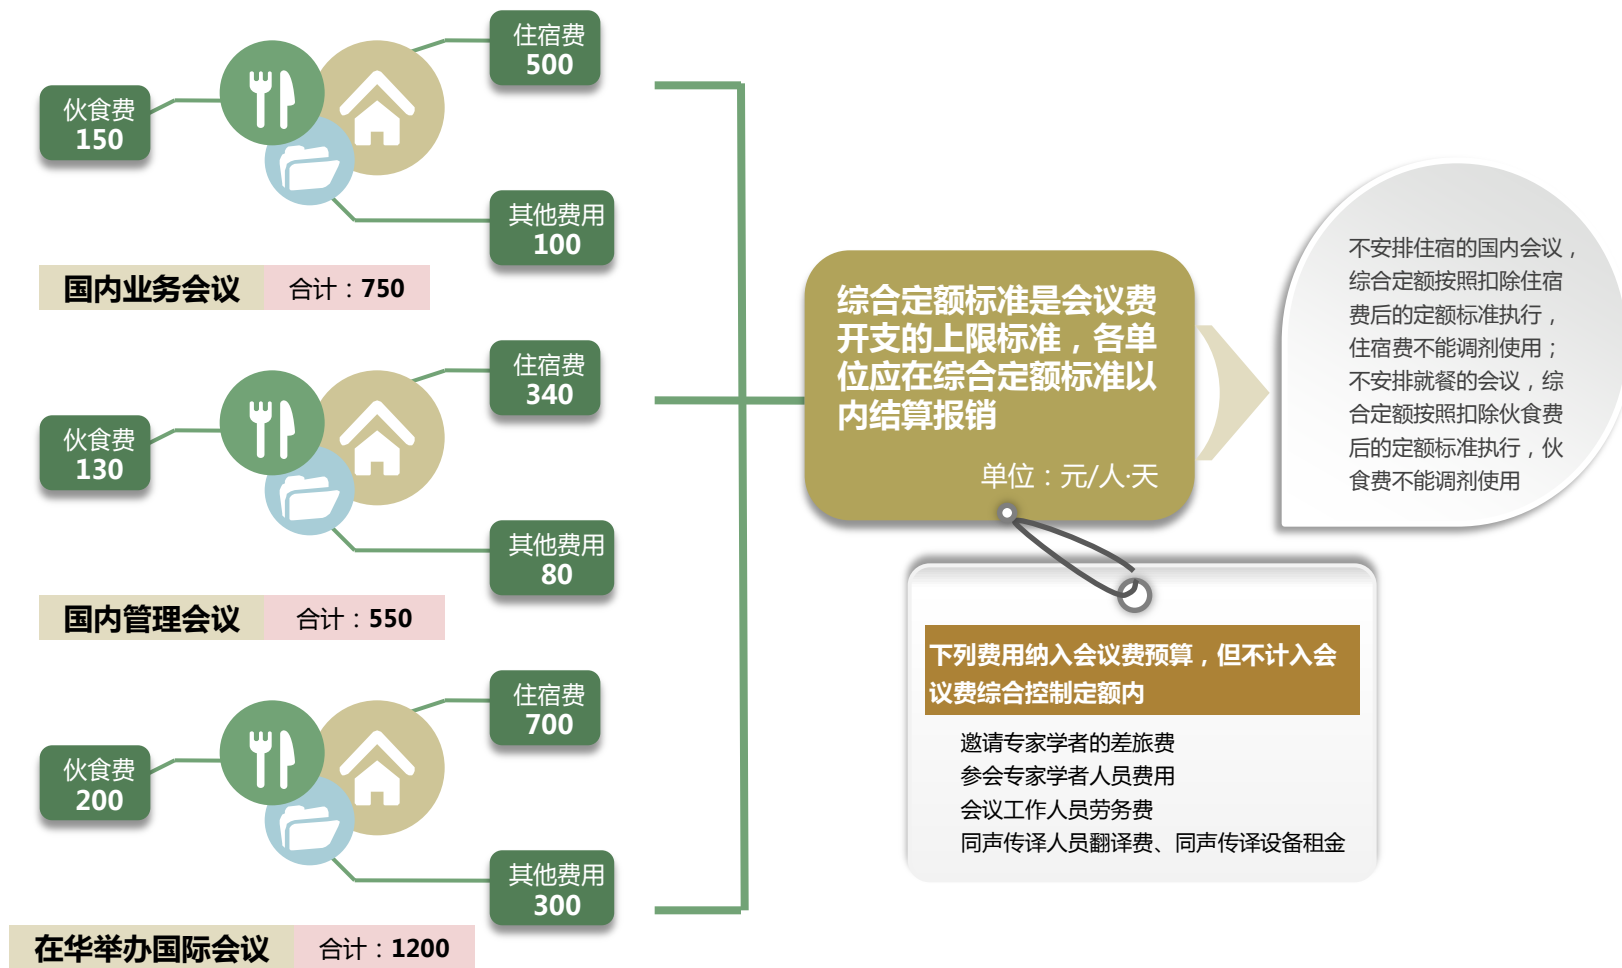 住宿费
500
伙食费
150
其他费用
100
国内业务会议 合计：750
住宿费
340
伙食费
130
其他费用
80
国内管理会议 合计：550
住宿费
700
伙食费
200
其他费用
300
在华举办国际会议 合计：1200
综合定额标准是会议费
开支的上限标准，各单
位应在综合定额标准以
内结算报销
单位：元/人·天
不安排住宿的国内会议，
综合定额按照扣除住宿
费后的定额标准执行，
住宿费不能调剂使用；
不安排就餐的会议，综
合定额按照扣除伙食费
后的定额标准执行，伙
食费不能调剂使用
下列费用纳入会议费预算，但不计入会
议费综合控制定额内
邀请专家学者的差旅费
参会专家学者人员费用
会议工作人员劳务费
同声传译人员翻译费、同声传译设备租金